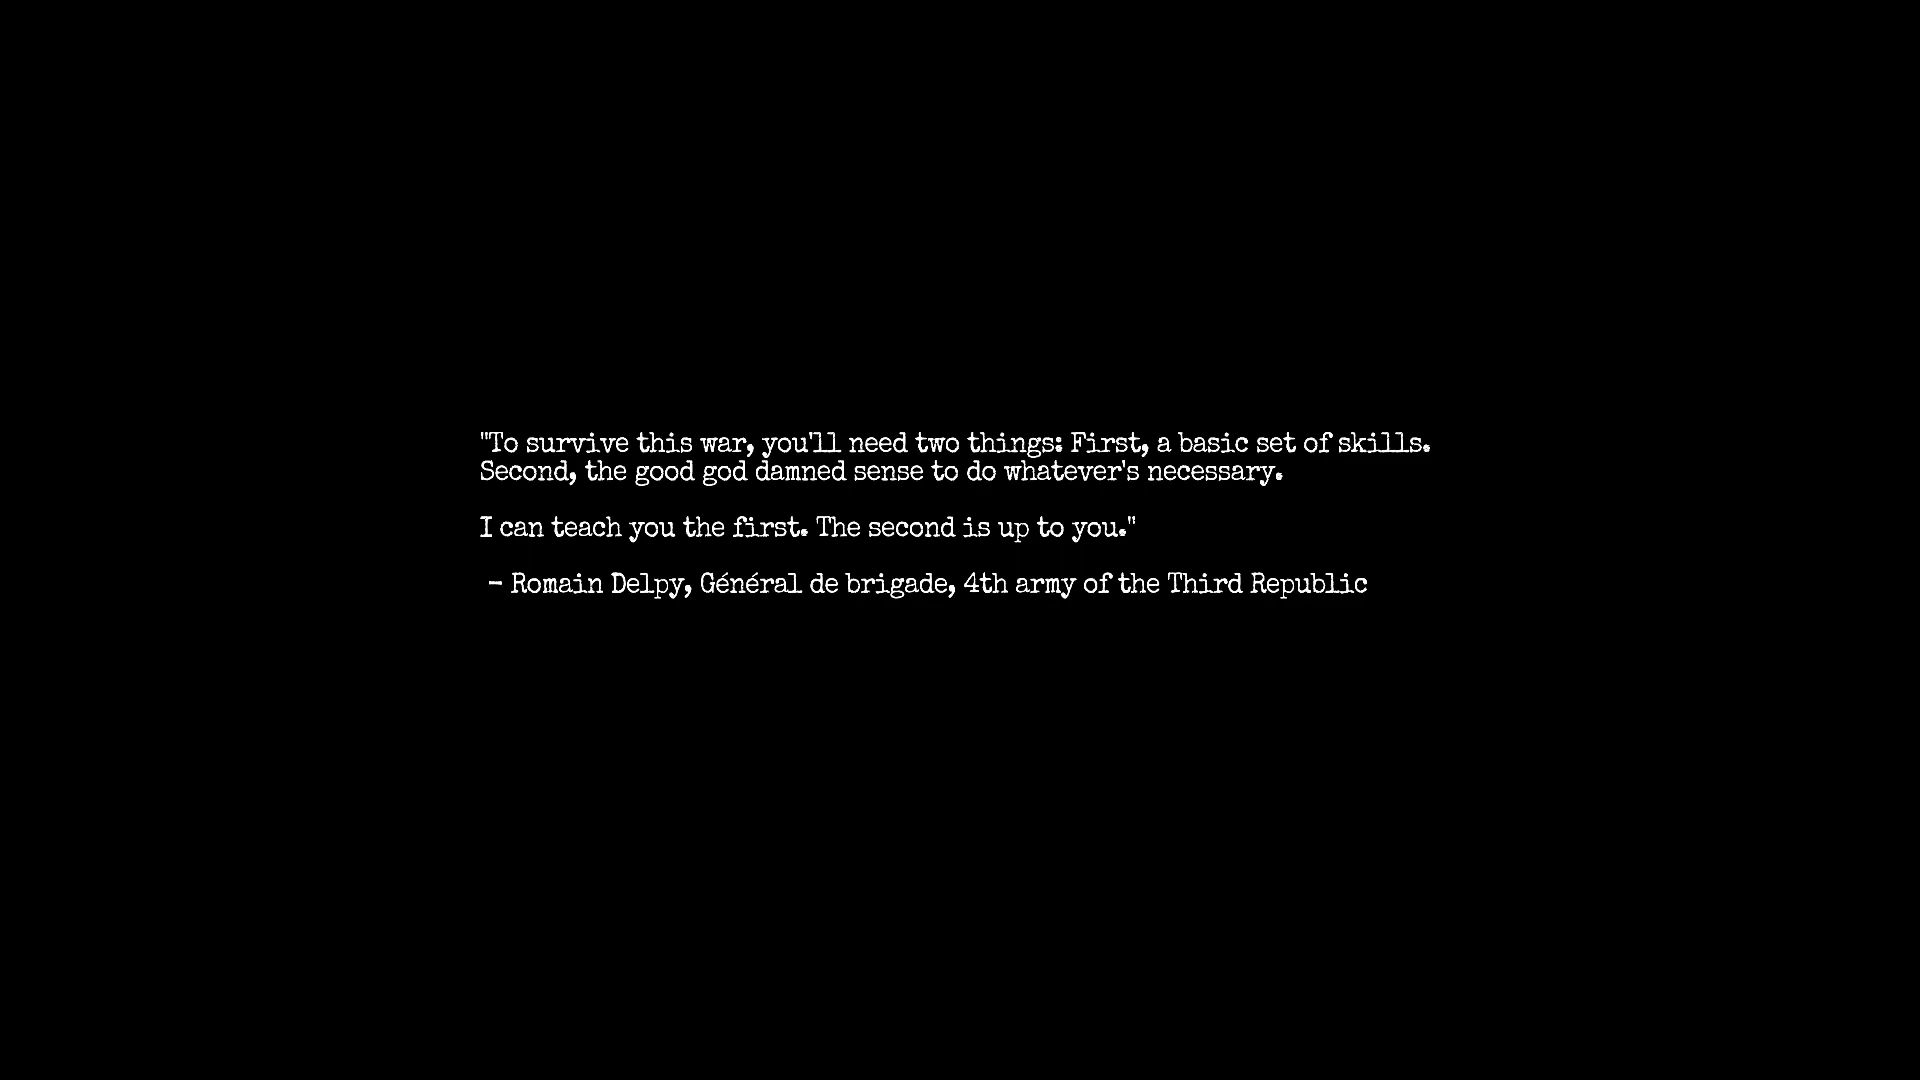 "To survive this war, you'll need two things: First, a basic set of skills.
Second, the good god damned sense to do whatever's necessary.
I can teach you the first. The second is up to you."
- Romain Delpy, Général de brigade, 4th army of the Third Republic